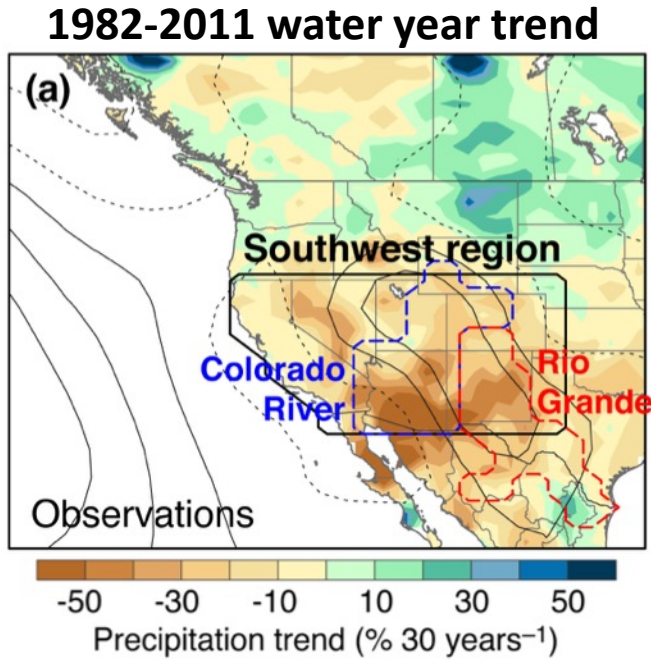 1982-2011 water year trend
(a)
Southwest region
Colorado
River
Rio
Grande
Observations
-50 -30 -10 10 30 50
Precipitation trend (% 30 years⁻¹)